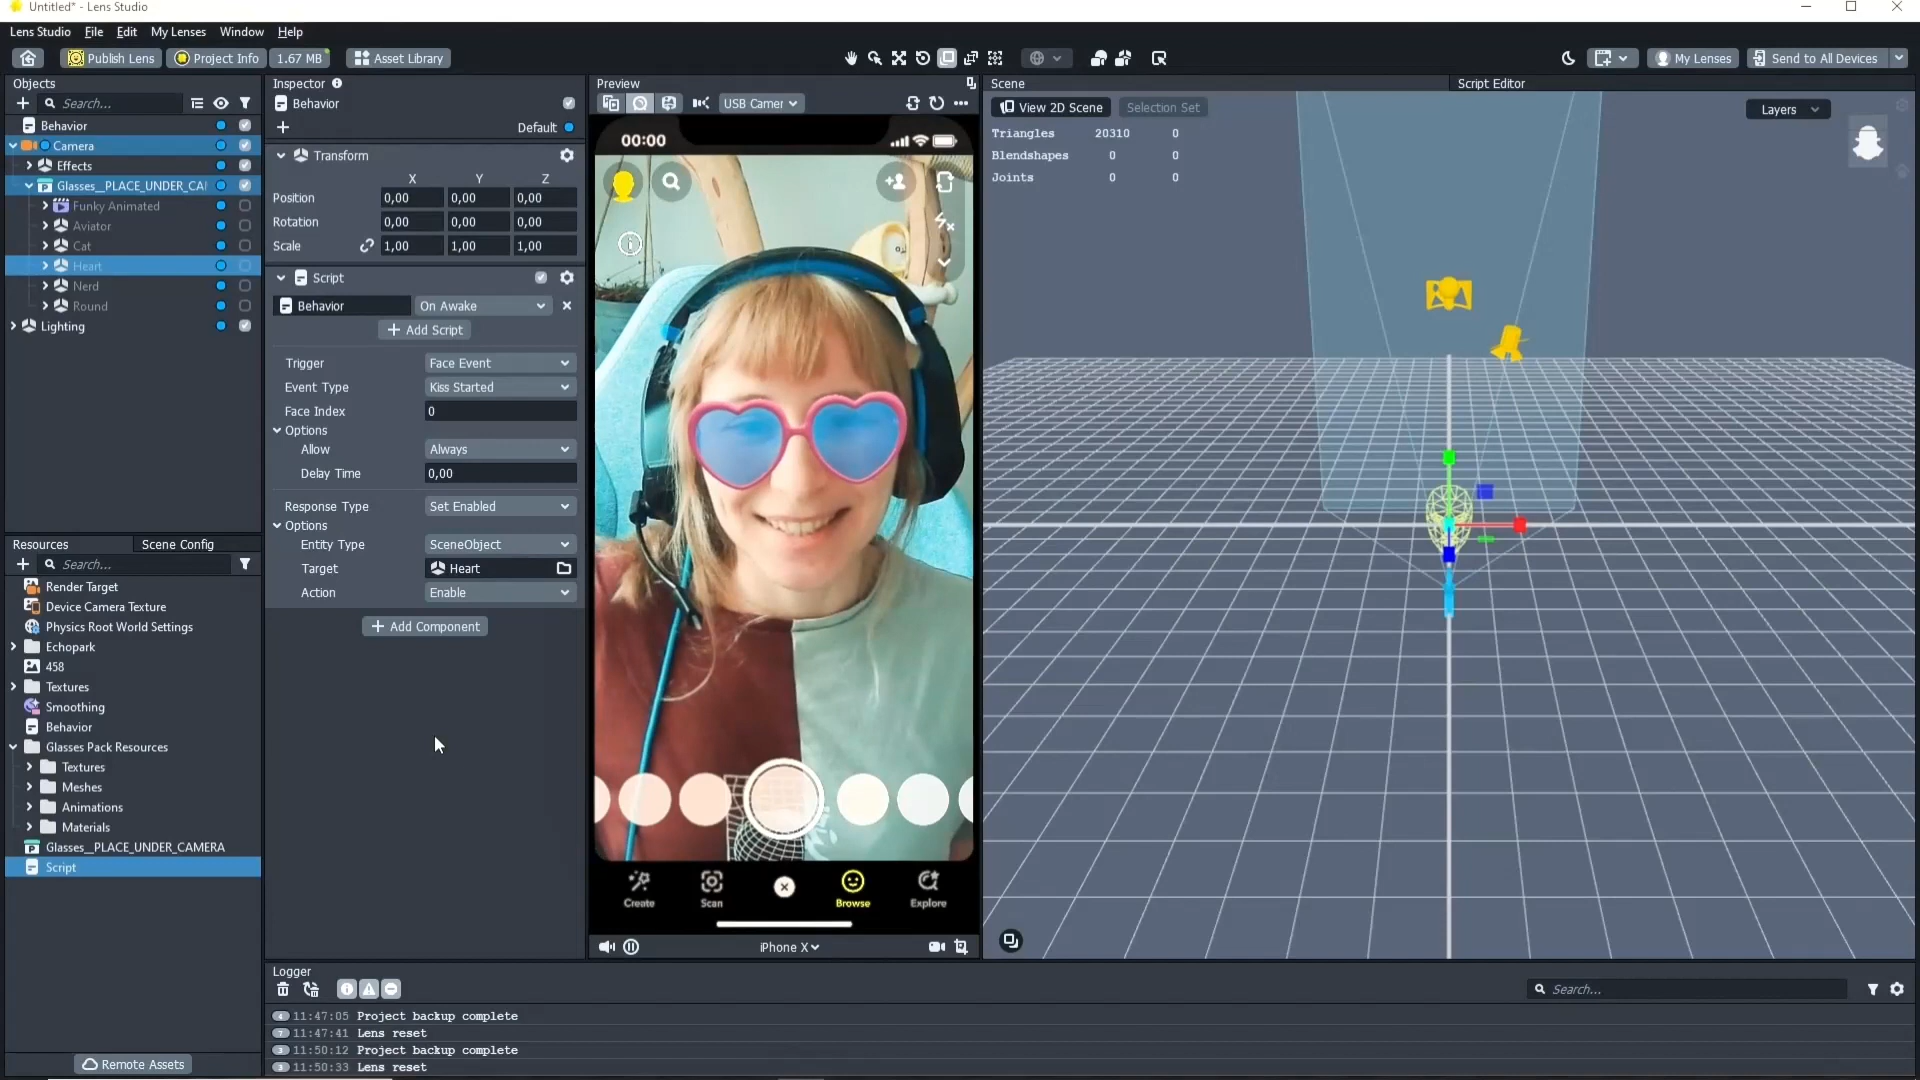 Untitled* - Lens Studio
Lens Studio File Edit My Lenses Window Help
Publish Lens Project Info 1.67 MB Asset Library My Lenses Send to All Devices
Objects
Search...
Behavior
Camera
Effects
Glasses__PLACE_UNDER_CAI
Funky Animated
Aviator
Cat
Heart
Nerd
Round
Lighting
Resources Scene Config
Search...
Render Target
Device Camera Texture
Physics Root World Settings
Echopark
458
Textures
Smoothing
Behavior
Glasses Pack Resources
Textures
Meshes
Animations
Materials
Glasses__PLACE_UNDER_CAMERA
Script
Remote Assets
Inspector
Behavior
Default
Transform
X Y Z
Position 0,00 0,00 0,00
Rotation 0,00 0,00 0,00
Scale 1,00 1,00 1,00
Script
Behavior On Awake
Add Script
Trigger Face Event
Event Type Kiss Started
Face Index 0
Options
Allow Always
Delay Time 0,00
Response Type Set Enabled
Options
Entity Type SceneObject
Target Heart
Action Enable
Add Component
Preview
USB Camer
00:00
Create Scan Browse Explore
iPhone X
Scene Script Editor
View 2D Scene Selection Set Layers
Triangles 20310 0
Blendshapes 0 0
Joints 0 0
Logger
Search...
4 11:47:05 Project backup complete
7 11:47:41 Lens reset
3 11:50:12 Project backup complete
3 11:50:33 Lens reset